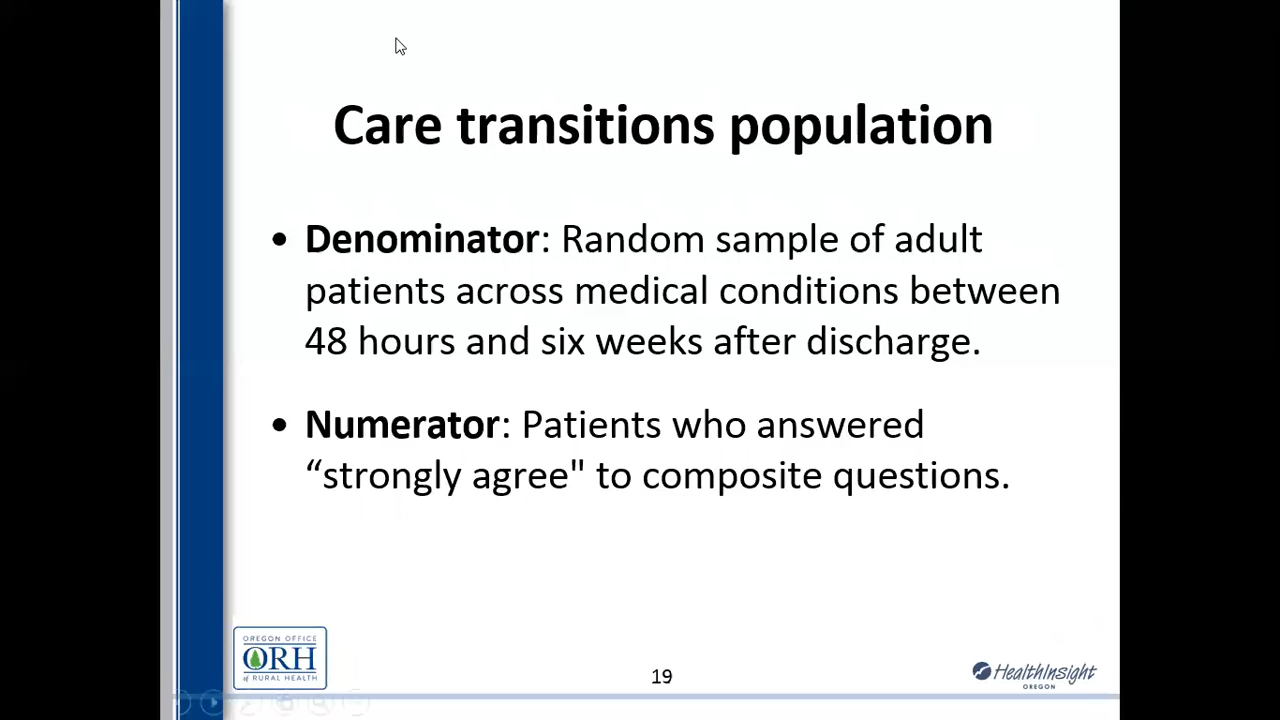 Care transitions population
• Denominator: Random sample of adult
patients across medical conditions between
48 hours and six weeks after discharge.
• Numerator: Patients who answered
“strongly agree" to composite questions.
OREGON OFFICE
ORH
of RURAL HEALTH
19
HealthInsight
OREGON